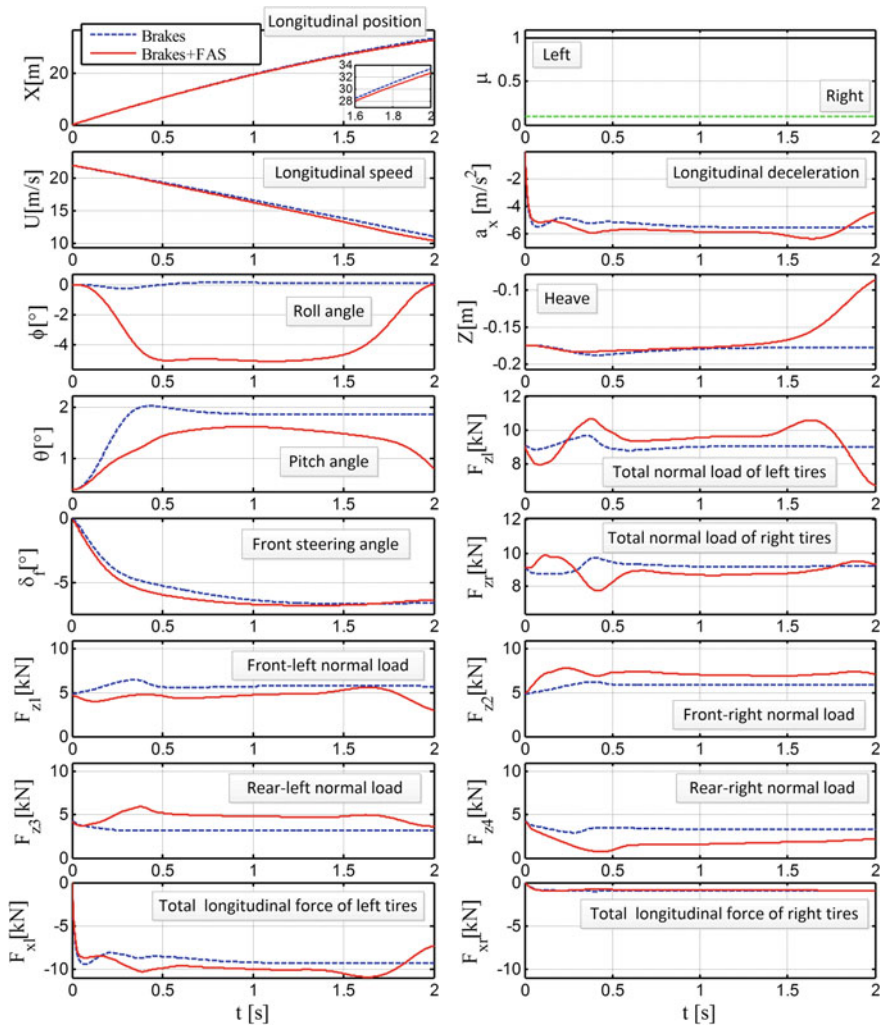 Brakes
Brakes+FAS
Longitudinal position
X[m]
20
0
34
32
30
28
1.6 1.8 2
0 0.5 1 1.5 2
μ
1
0.5
0
Left
Right
0 0.5 1 1.5 2
U[m/s]
20
15
10
Longitudinal speed
0 0.5 1 1.5 2
a_x [m/s²]
-2
-4
-6
Longitudinal deceleration
0 0.5 1 1.5 2
ϕ[°]
0
-2
-4
Roll angle
0 0.5 1 1.5 2
Z[m]
-0.1
-0.15
-0.2
Heave
0 0.5 1 1.5 2
θ[°]
2
1
Pitch angle
0 0.5 1 1.5 2
F_zl[kN]
12
10
8
Total normal load of left tires
0 0.5 1 1.5 2
δ_f[°]
0
-5
Front steering angle
0 0.5 1 1.5 2
F_zr[kN]
12
10
8
Total normal load of right tires
0 0.5 1 1.5 2
F_z1[kN]
10
5
0
Front-left normal load
0 0.5 1 1.5 2
F_z2[kN]
10
5
0
Front-right normal load
0 0.5 1 1.5 2
F_z3[kN]
10
5
0
Rear-left normal load
0 0.5 1 1.5 2
F_z4[kN]
10
5
0
Rear-right normal load
0 0.5 1 1.5 2
F_xl[kN]
0
-5
-10
Total longitudinal force of left tires
0 0.5 1 1.5 2
t [s]
F_xr[kN]
0
-5
-10
Total longitudinal force of right tires
0 0.5 1 1.5 2
t [s]